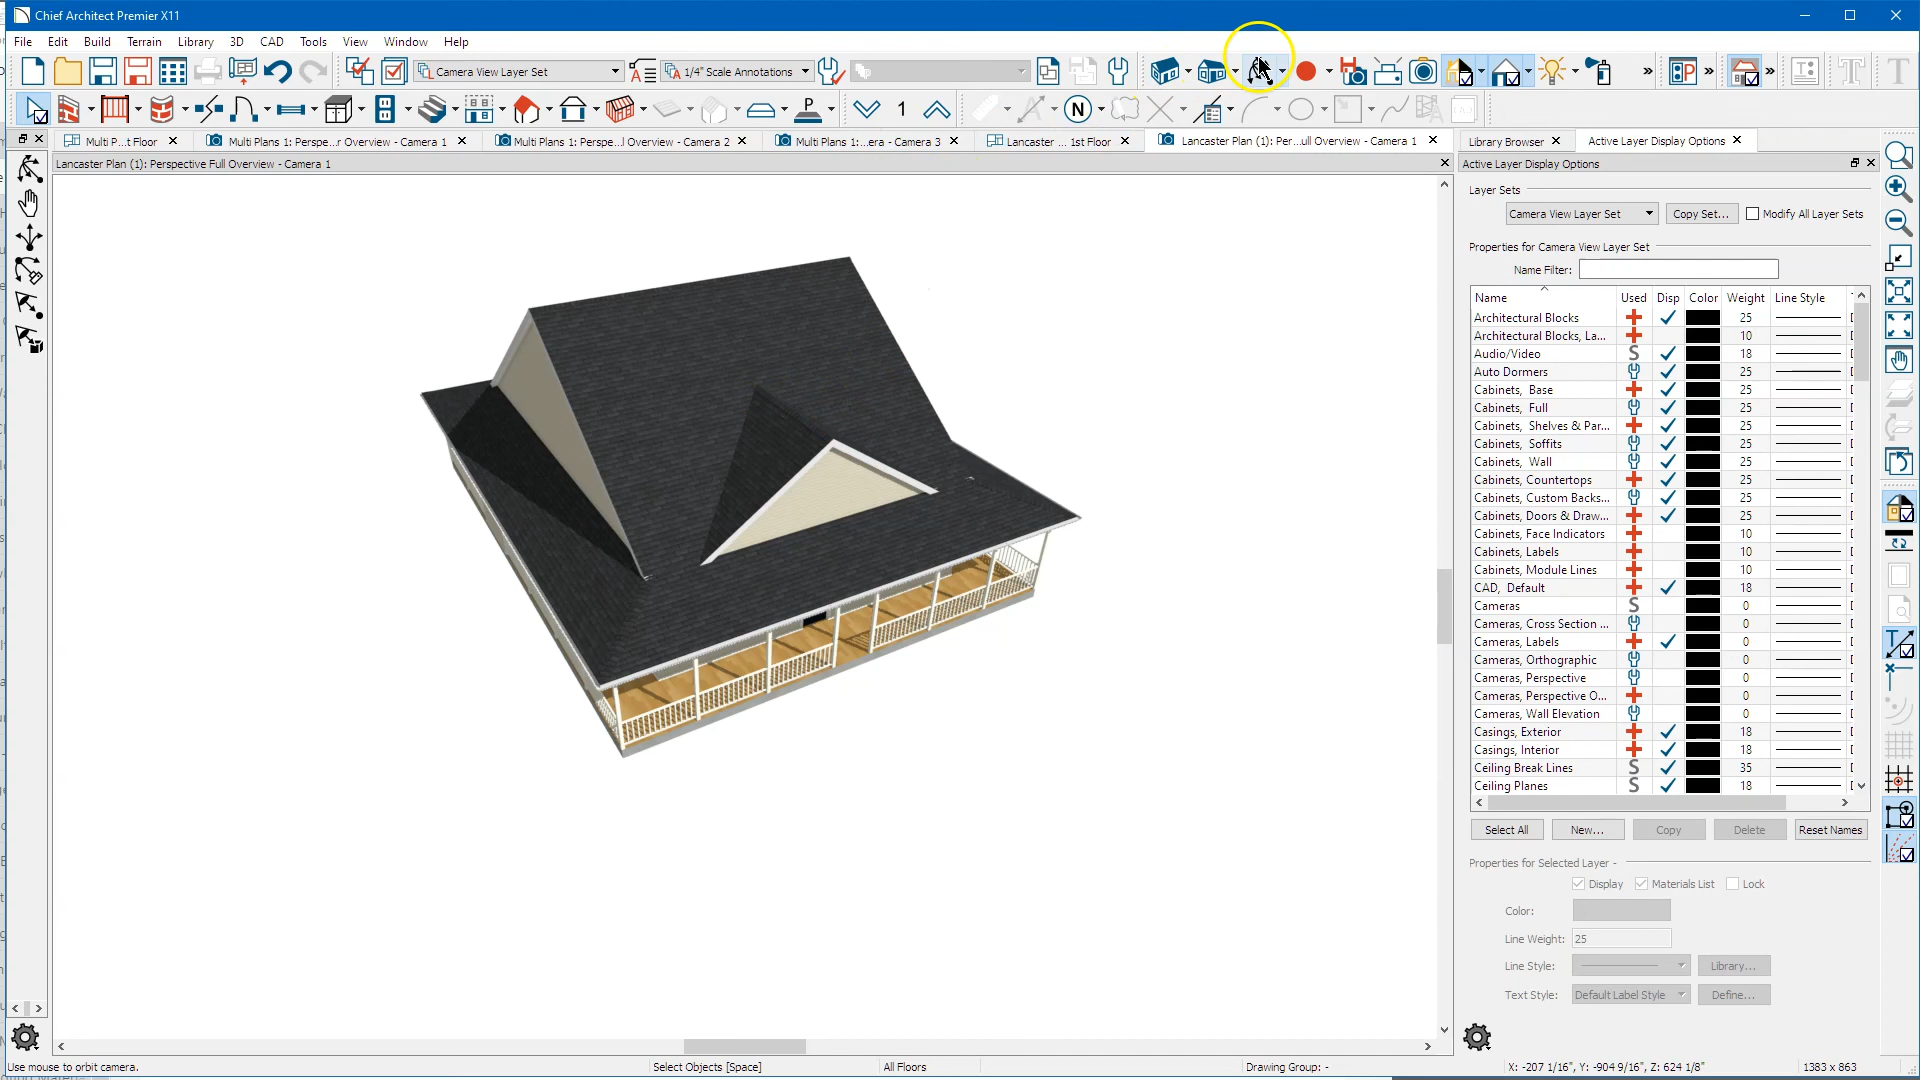 Chief Architect Premier X11
File Edit Build Terrain Library 3D CAD Tools View Window Help
Camera View Layer Set 1/4" Scale Annotations
P 1 A N
Multi P...t Floor Multi Plans 1: Perspe...r Overview - Camera 1 Multi Plans 1: Perspe...l Overview - Camera 2 Multi Plans 1:...era - Camera 3 Lancaster ... 1st Floor Lancaster Plan (1): Per...ull Overview - Camera 1 Library Browser Active Layer Display Options
Lancaster Plan (1): Perspective Full Overview - Camera 1
Active Layer Display Options
Layer Sets
Camera View Layer Set Copy Set... Modify All Layer Sets
Properties for Camera View Layer Set
Name Filter:
Name Used Disp Color Weight Line Style
Architectural Blocks 25
Architectural Blocks, La... 10
Audio/Video S 18
Auto Dormers 25
Cabinets, Base 25
Cabinets, Full 25
Cabinets, Shelves & Par... 25
Cabinets, Soffits 25
Cabinets, Wall 25
Cabinets, Countertops 25
Cabinets, Custom Backs... 25
Cabinets, Doors & Draw... 25
Cabinets, Face Indicators 10
Cabinets, Labels 10
Cabinets, Module Lines 10
CAD, Default 18
Cameras S 0
Cameras, Cross Section ... 0
Cameras, Labels 0
Cameras, Orthographic 0
Cameras, Perspective 0
Cameras, Perspective O... 0
Cameras, Wall Elevation 0
Casings, Exterior 18
Casings, Interior 18
Ceiling Break Lines S 35
Ceiling Planes S 18
Select All New... Copy Delete Reset Names
Properties for Selected Layer -
Display Materials List Lock
Color:
Line Weight: 25
Line Style: Library...
Text Style: Default Label Style Define...
Use mouse to orbit camera. Select Objects [Space] All Floors Drawing Group: - X: -207 1/16", Y: -904 9/16", Z: 624 1/8" 1383 x 863